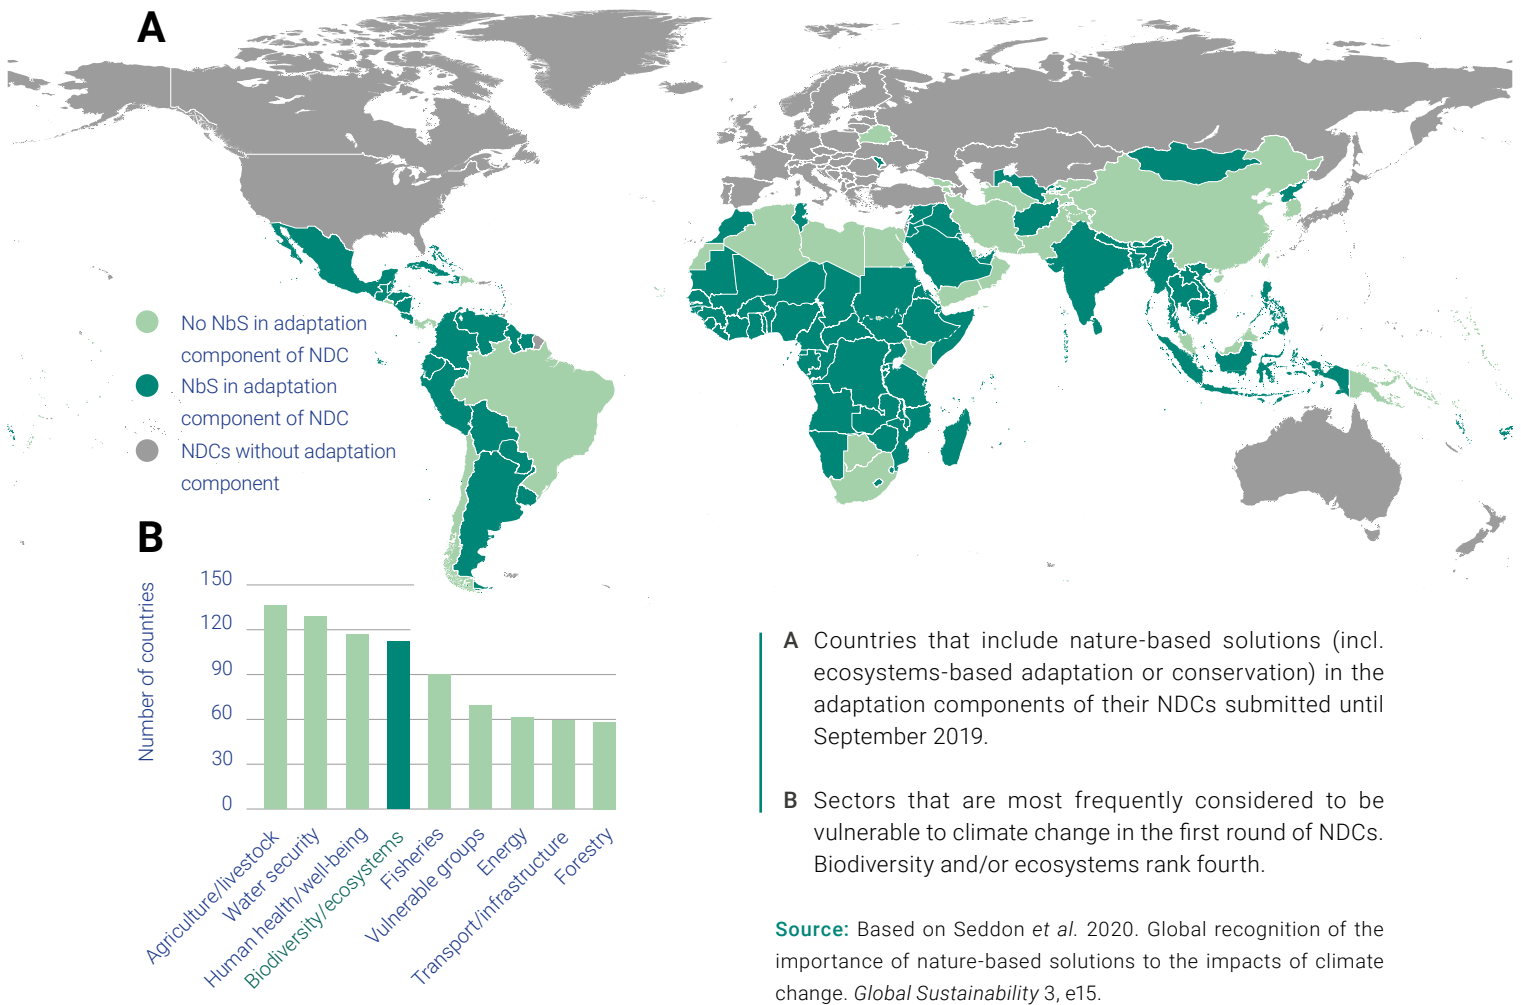 A
No NbS in adaptation
component of NDC
NbS in adaptation
component of NDC
NDCs without adaptation
component
B
Number of countries
150
120
90
60
30
0
Agriculture/livestock
Water security
Human health/well-being
Biodiversity/ecosystems
Fisheries
Vulnerable groups
Energy
Transport/infrastructure
Forestry
A Countries that include nature-based solutions (incl.
ecosystems-based adaptation or conservation) in the
adaptation components of their NDCs submitted until
September 2019.
B Sectors that are most frequently considered to be
vulnerable to climate change in the first round of NDCs.
Biodiversity and/or ecosystems rank fourth.
Source: Based on Seddon et al. 2020. Global recognition of the
importance of nature-based solutions to the impacts of climate
change. Global Sustainability 3, e15.